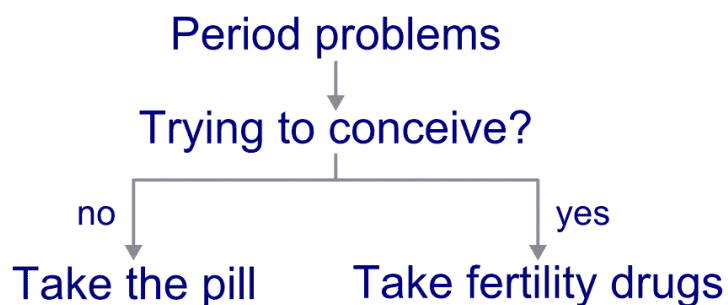 Period problems
Trying to conceive?
no
yes
Take the pill
Take fertility drugs